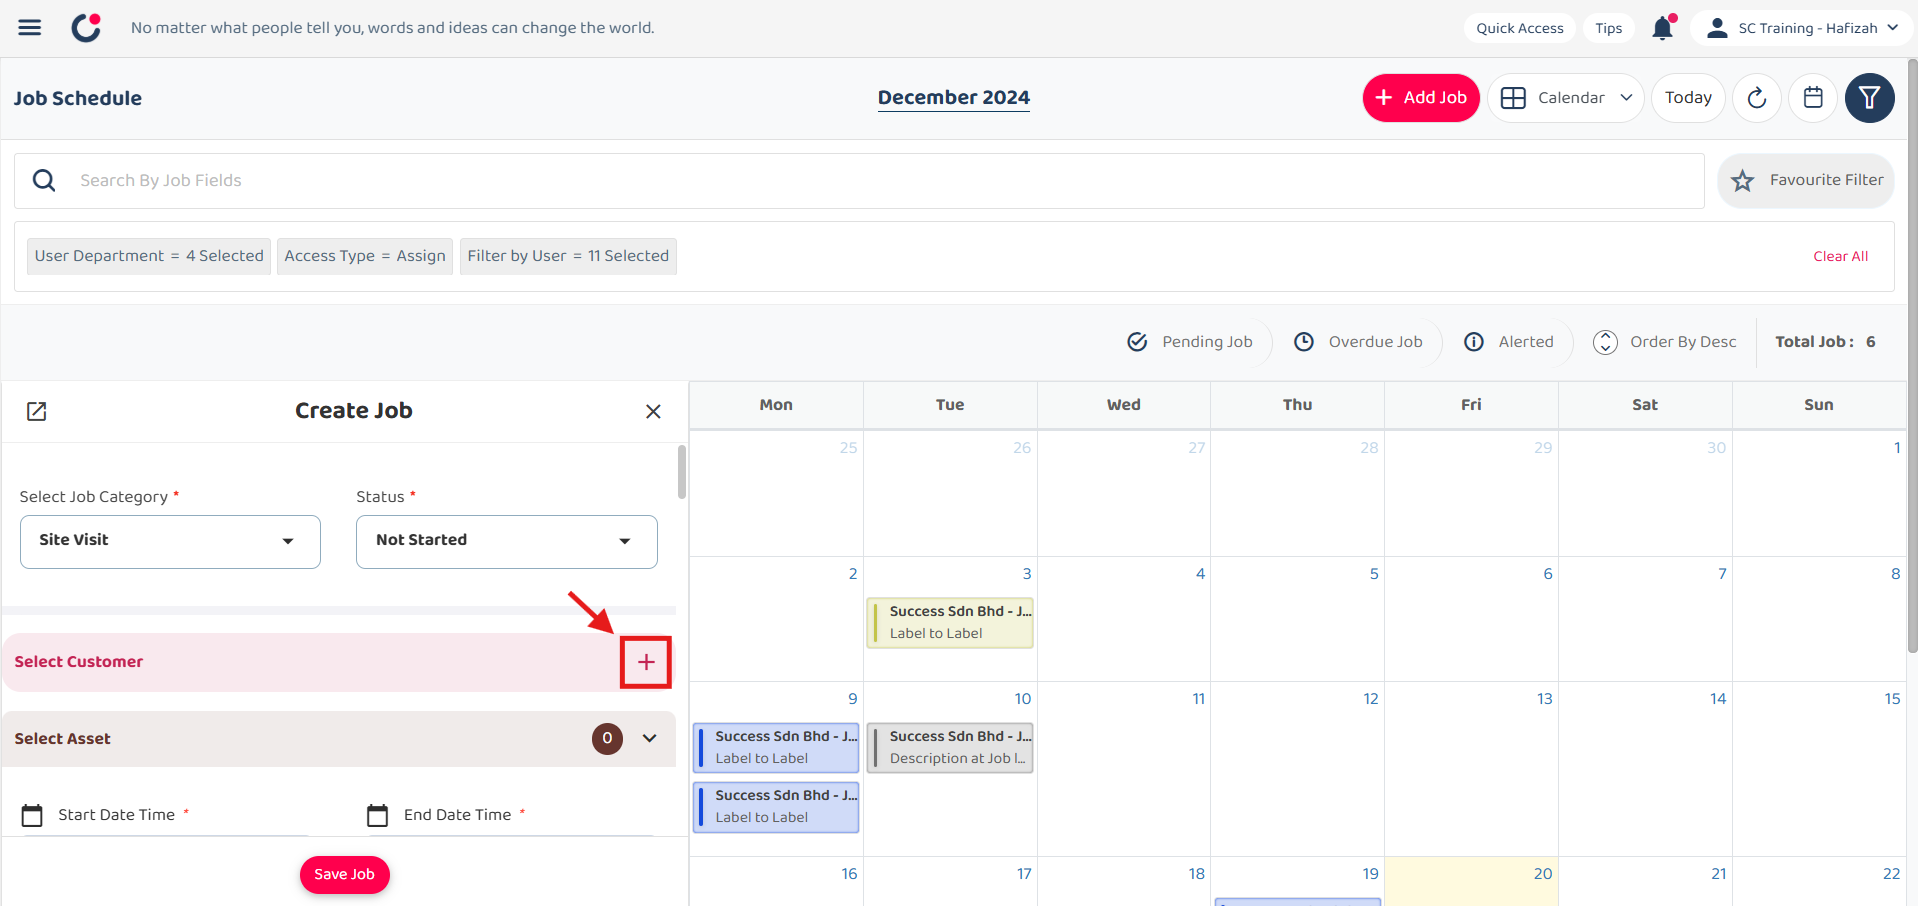 No matter what people tell you, words and ideas can change the world.
Quick Access
Tips
SC Training - Hafizah
Job Schedule
December 2024
+ Add Job
Calendar
Today
Search By Job Fields
Favourite Filter
User Department = 4 Selected
Access Type = Assign
Filter by User = 11 Selected
Clear All
Pending Job
Overdue Job
Alerted
Order By Desc
Total Job : 6
Create Job
Select Job Category *
Status *
Site Visit
Not Started
Select Customer
Select Asset
0
Start Date Time *
End Date Time *
Save Job
Mon Tue Wed Thu Fri Sat Sun
25 26 27 28 29 30 1
2 3 4 5 6 7 8
Success Sdn Bhd - J...
Label to Label
9 10 11 12 13 14 15
Success Sdn Bhd - J...
Label to Label
Success Sdn Bhd - J...
Description at Job l...
Success Sdn Bhd - J...
Label to Label
16 17 18 19 20 21 22